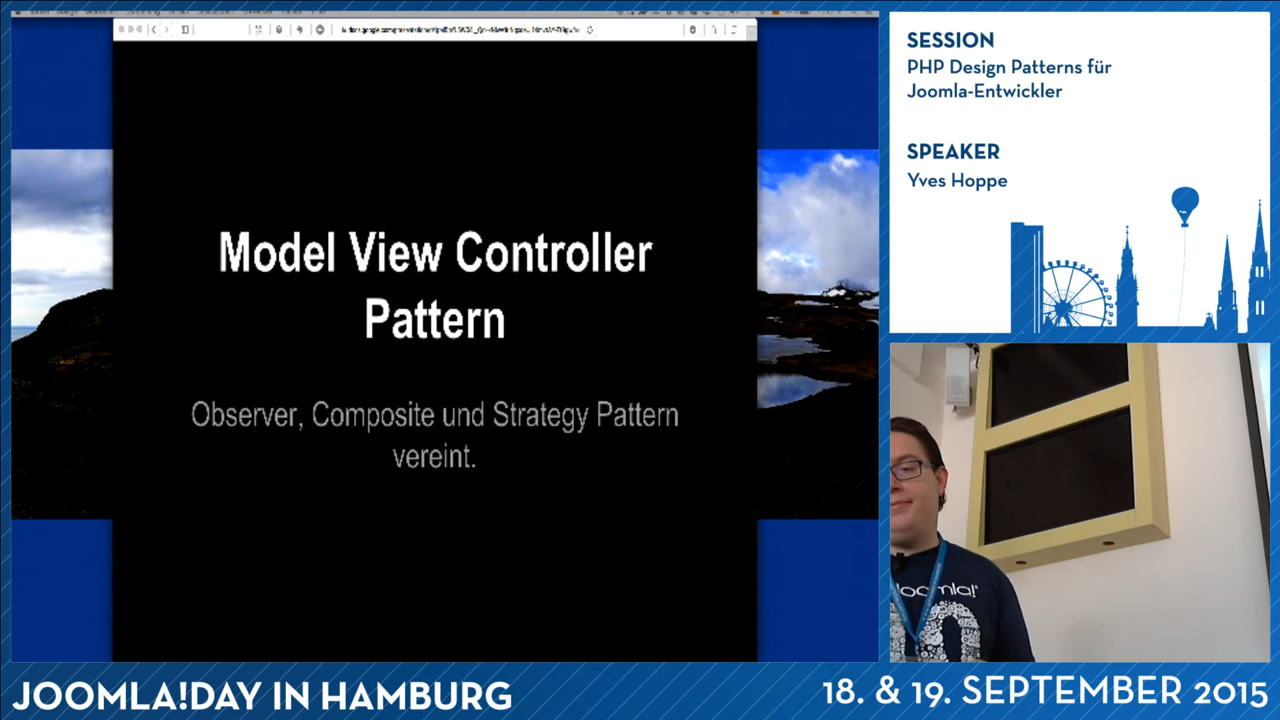 Model View Controller
Pattern
Observer, Composite und Strategy Pattern
vereint.
SESSION
PHP Design Patterns für
Joomla-Entwickler
SPEAKER
Yves Hoppe
JOOMLA!DAY IN HAMBURG
18. & 19. SEPTEMBER 2015